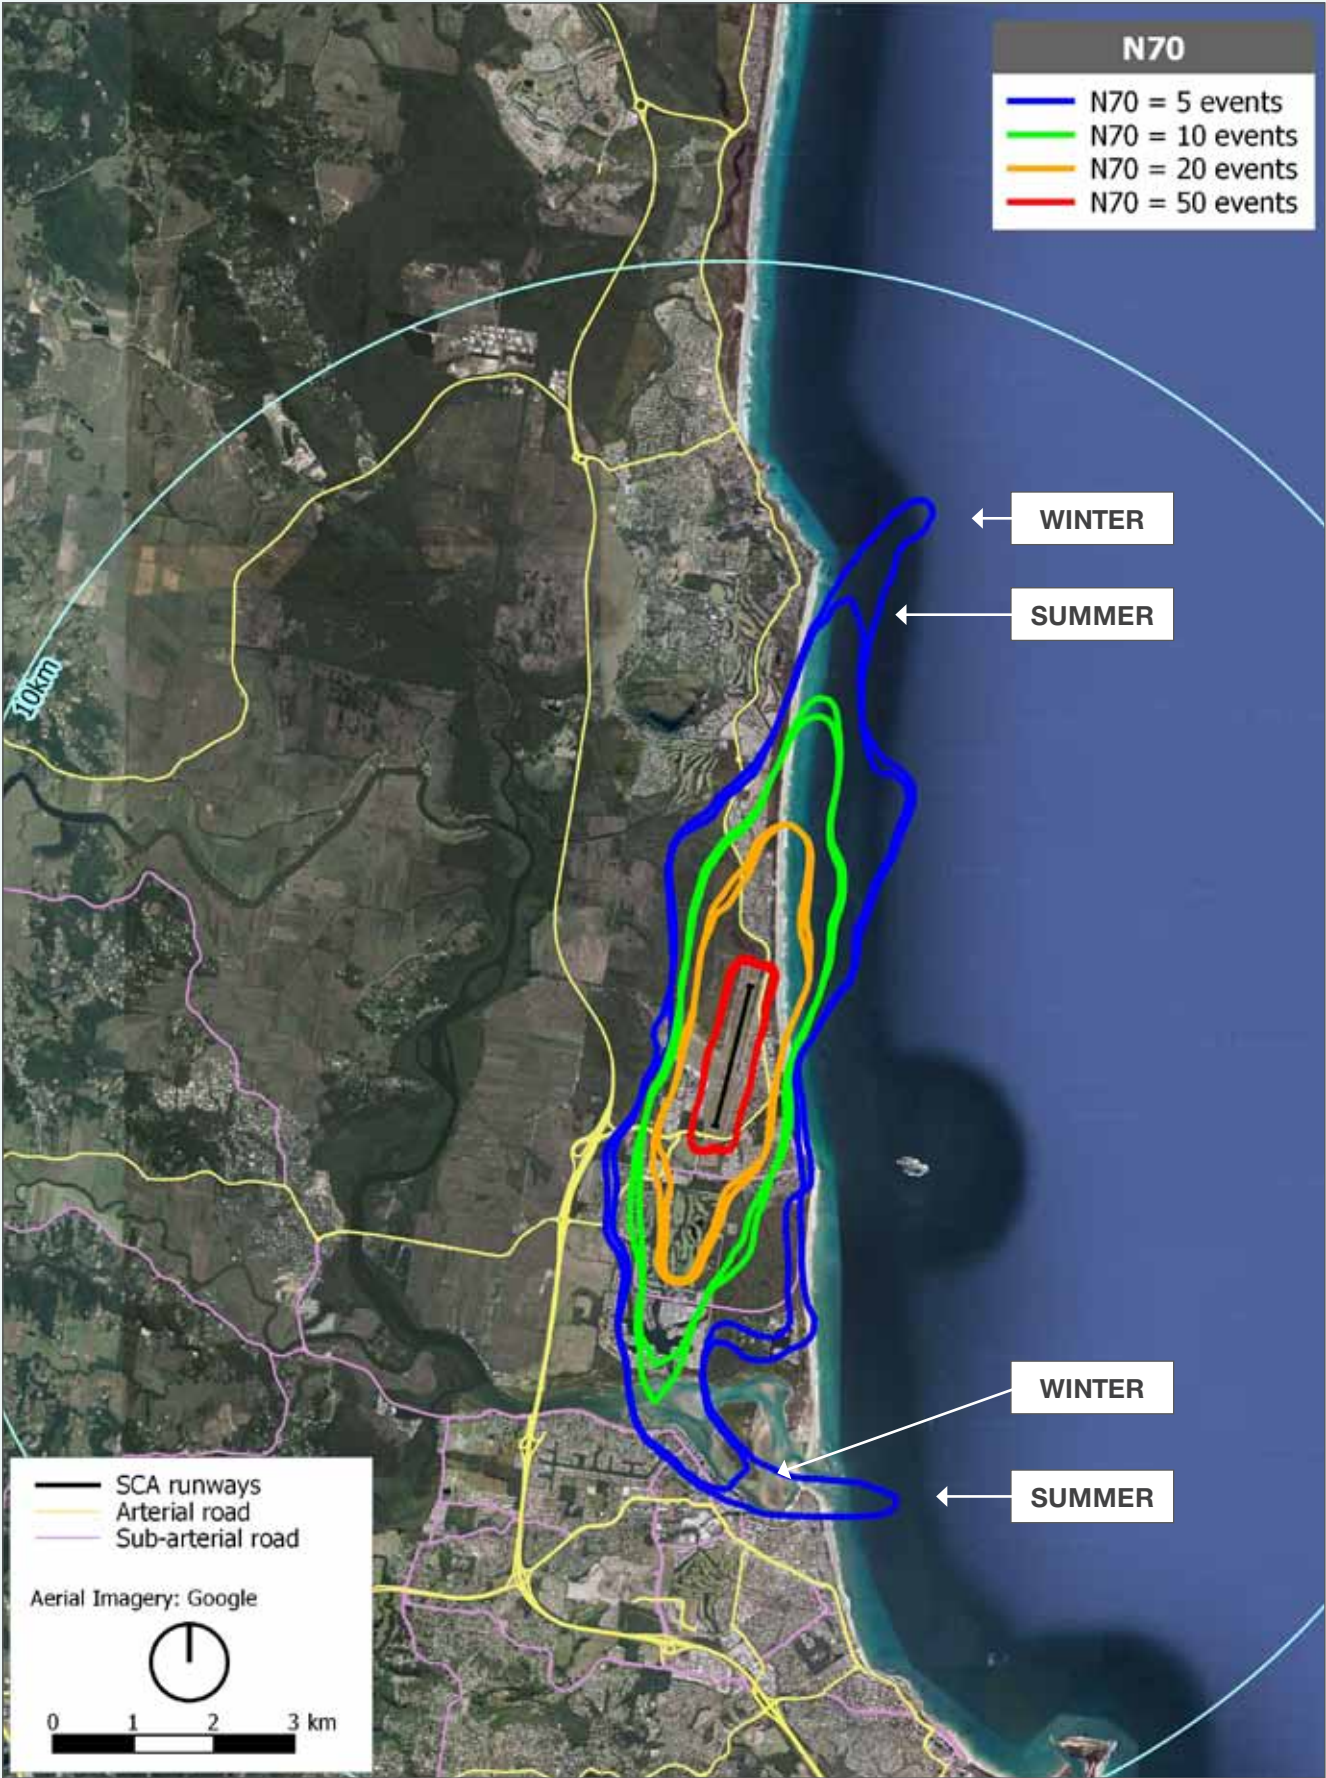 N70
N70 = 5 events
N70 = 10 events
N70 = 20 events
N70 = 50 events
WINTER
SUMMER
10km
WINTER
SUMMER
SCA runways
Arterial road
Sub-arterial road
Aerial Imagery: Google
0 1 2 3 km